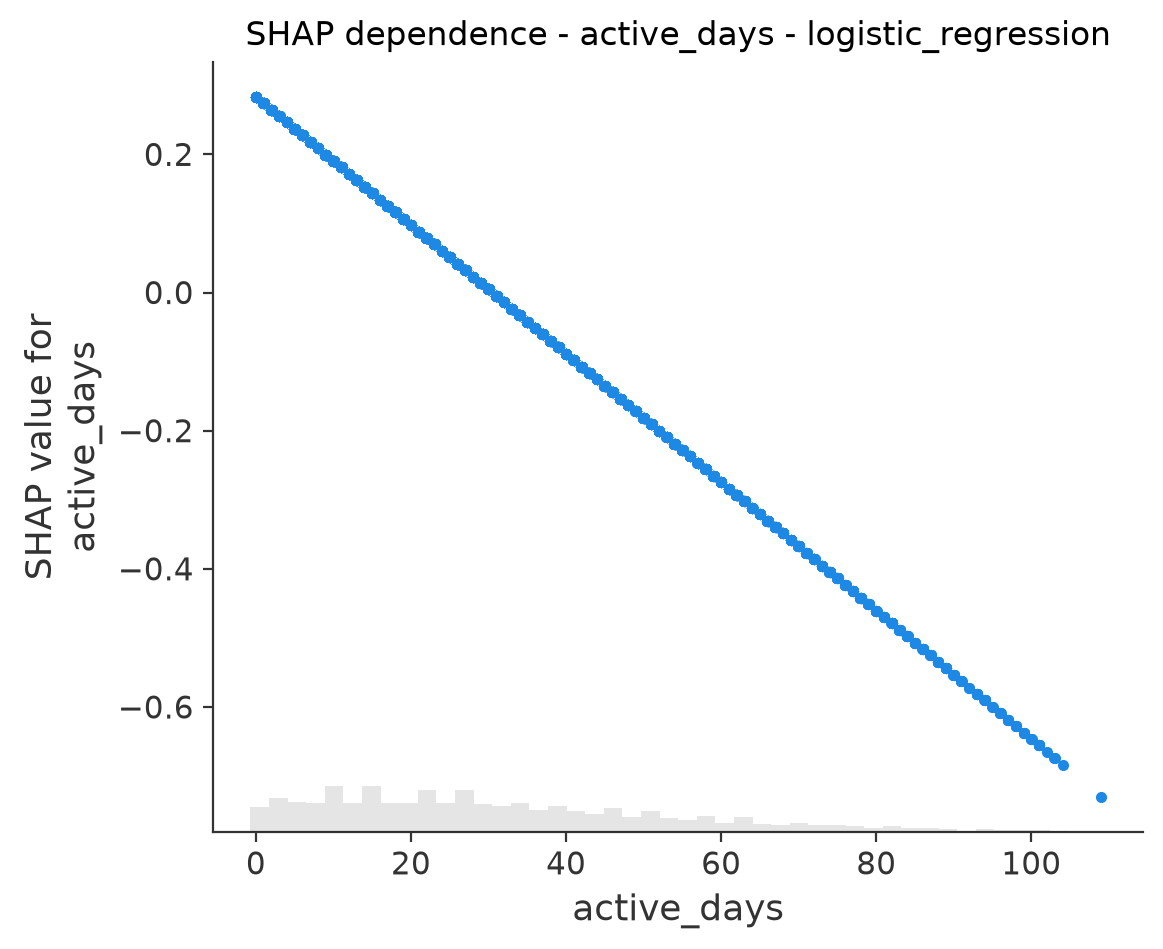 SHAP dependence - active_days - logistic_regression
0.2
0.0
−0.2
−0.4
−0.6
SHAP value for
active_days
0 20 40 60 80 100
active_days